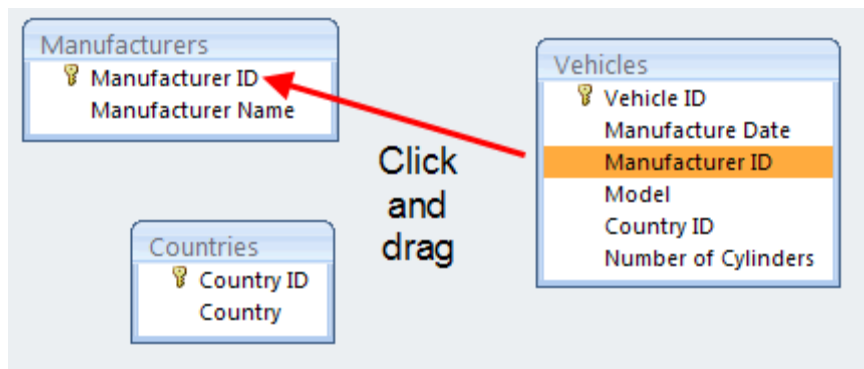 Manufacturers
Manufacturer ID
Manufacturer Name
Click
and
drag
Vehicles
Vehicle ID
Manufacture Date
Manufacturer ID
Model
Country ID
Number of Cylinders
Countries
Country ID
Country